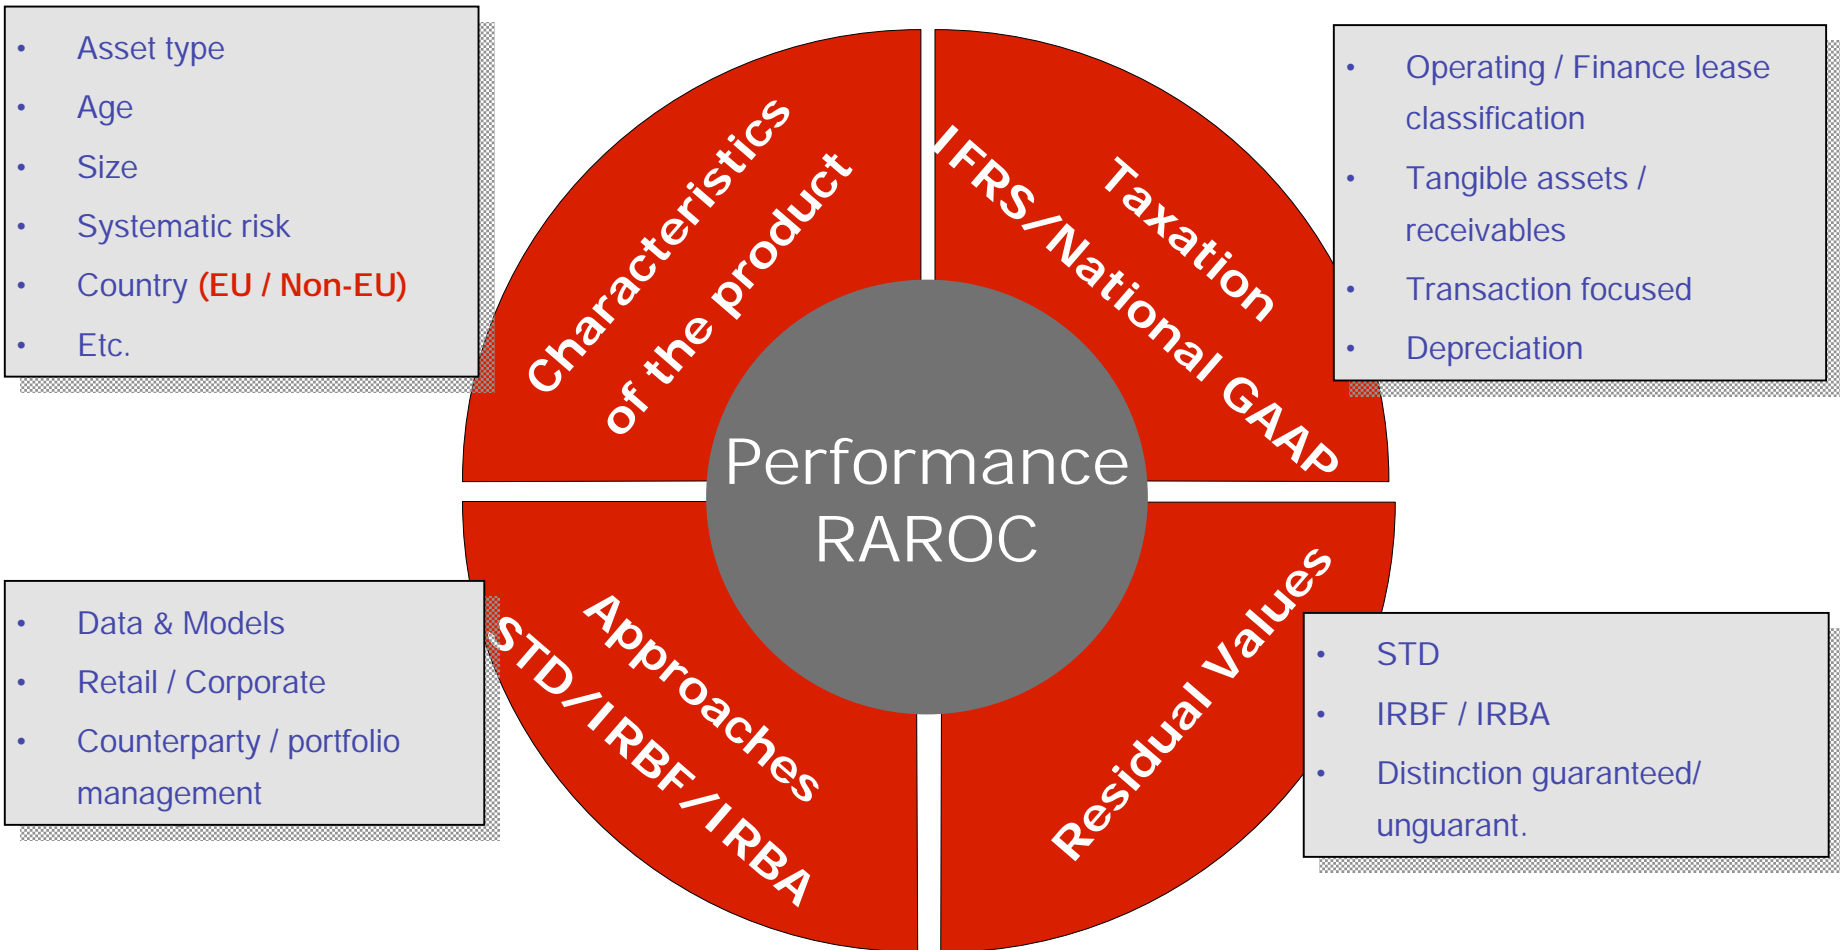 • Asset type
• Age
• Size
• Systematic risk
• Country (EU / Non-EU)
• Etc.
Characteristics
of the product
Taxation
IFRS/National GAAP
• Operating / Finance lease
classification
• Tangible assets /
receivables
• Transaction focused
• Depreciation
Performance
RAROC
• Data & Models
• Retail / Corporate
• Counterparty / portfolio
management
Approaches
STD/IRBF/IRBA
Residual Values
• STD
• IRBF / IRBA
• Distinction guaranteed/
unguarant.